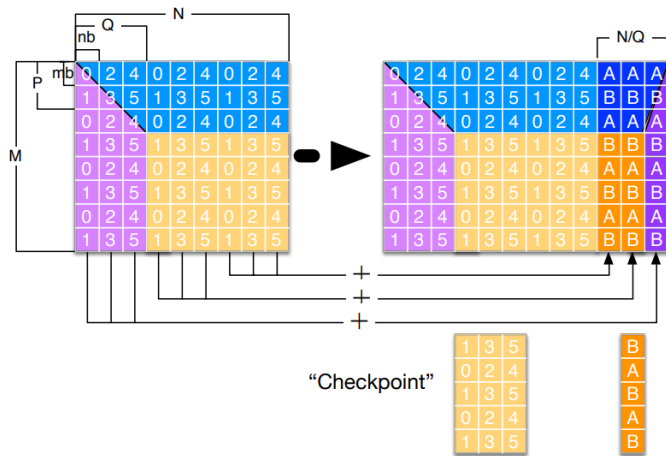 N
Q
N/Q
nb
mb 0 2 4 0 2 4 0 2 4 0 2 4 0 2 4 0 2 4 A A A
P 1 3 5 1 3 5 1 3 5 1 3 5 1 3 5 1 3 5 B B B
0 2 4 0 2 4 0 2 4 0 2 4 0 2 4 0 2 4 A A A
1 3 5 1 3 5 1 3 5 1 3 5 1 3 5 1 3 5 B B B
M 0 2 4 0 2 4 0 2 4 0 2 4 0 2 4 0 2 4 A A A
1 3 5 1 3 5 1 3 5 1 3 5 1 3 5 1 3 5 B B B
0 2 4 0 2 4 0 2 4 0 2 4 0 2 4 0 2 4 A A A
1 3 5 1 3 5 1 3 5 1 3 5 1 3 5 1 3 5 B B B
+
+
+
1 3 5 B
0 2 4 A
“Checkpoint” 1 3 5 B
0 2 4 A
1 3 5 B